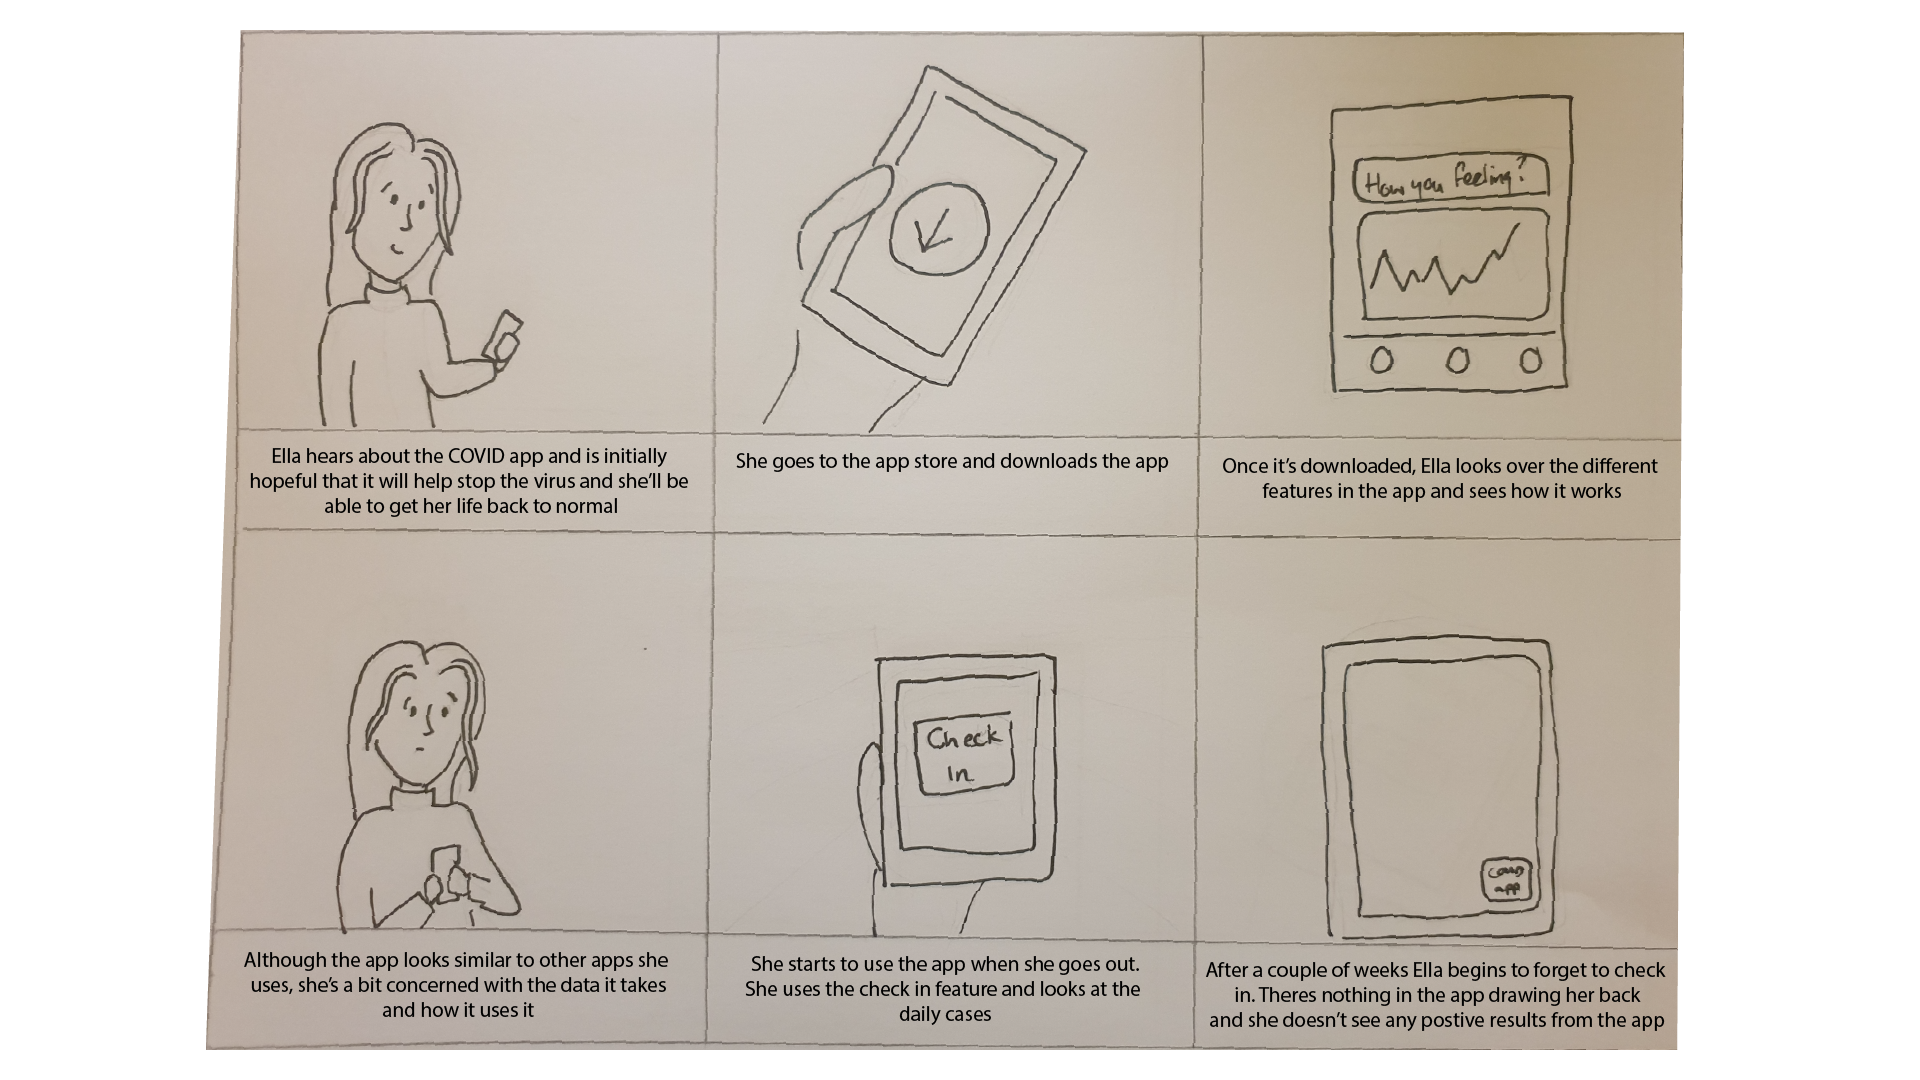 How you feeling?
Ella hears about the COVID app and is initially
hopeful that it will help stop the virus and she'll be
able to get her life back to normal
She goes to the app store and downloads the app
Once it's downloaded, Ella looks over the different
features in the app and sees how it works
Check
In
Covid
app
Although the app looks similar to other apps she
uses, she's a bit concerned with the data it takes
and how it uses it
She starts to use the app when she goes out.
She uses the check in feature and looks at the
daily cases
After a couple of weeks Ella begins to forget to check
in. Theres nothing in the app drawing her back
and she doesn't see any postive results from the app